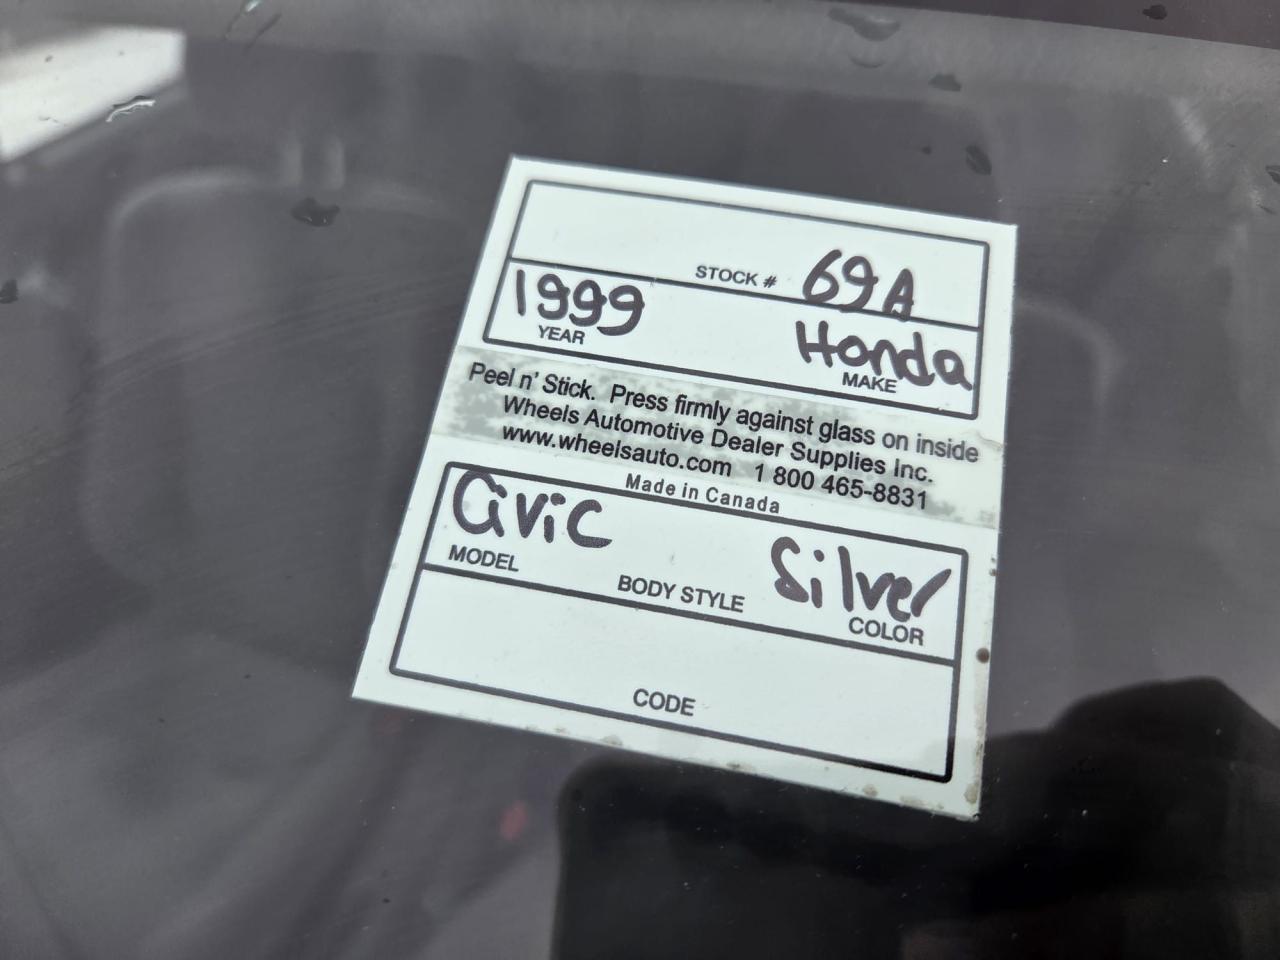 STOCK # 69A
1999 Honda
YEAR MAKE
Peel n' Stick. Press firmly against glass on inside
Wheels Automotive Dealer Supplies Inc.
www.wheelsauto.com 1 800 465-8831
Made in Canada
Civic Silver
MODEL BODY STYLE COLOR
CODE